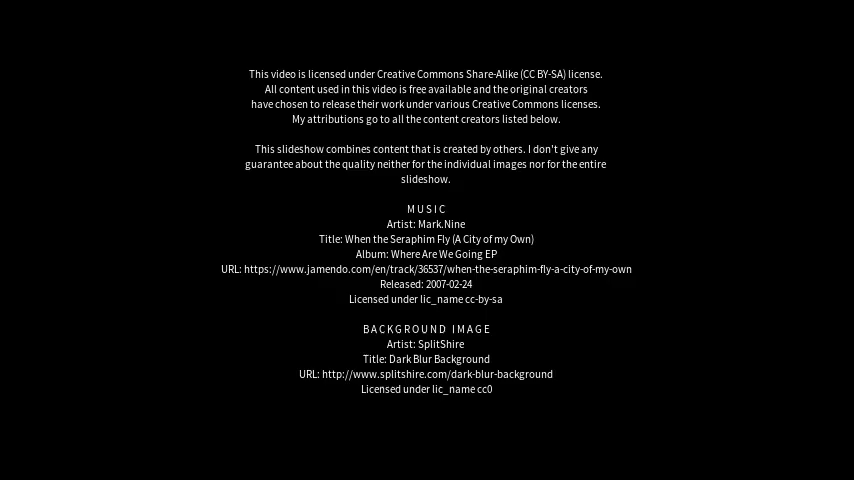 This video is licensed under Creative Commons Share-Alike (CC BY-SA) license.
All content used in this video is free available and the original creators
have chosen to release their work under various Creative Commons licenses.
My attributions go to all the content creators listed below.
This slideshow combines content that is created by others. I don't give any
guarantee about the quality neither for the individual images nor for the entire
slideshow.
MUSIC
Artist: Mark.Nine
Title: When the Seraphim Fly (A City of my Own)
Album: Where Are We Going EP
URL: https://www.jamendo.com/en/track/36537/when-the-seraphim-fly-a-city-of-my-own
Released: 2007-02-24
Licensed under lic_name cc-by-sa
BACKGROUND IMAGE
Artist: SplitShire
Title: Dark Blur Background
URL: http://www.splitshire.com/dark-blur-background
Licensed under lic_name cc0